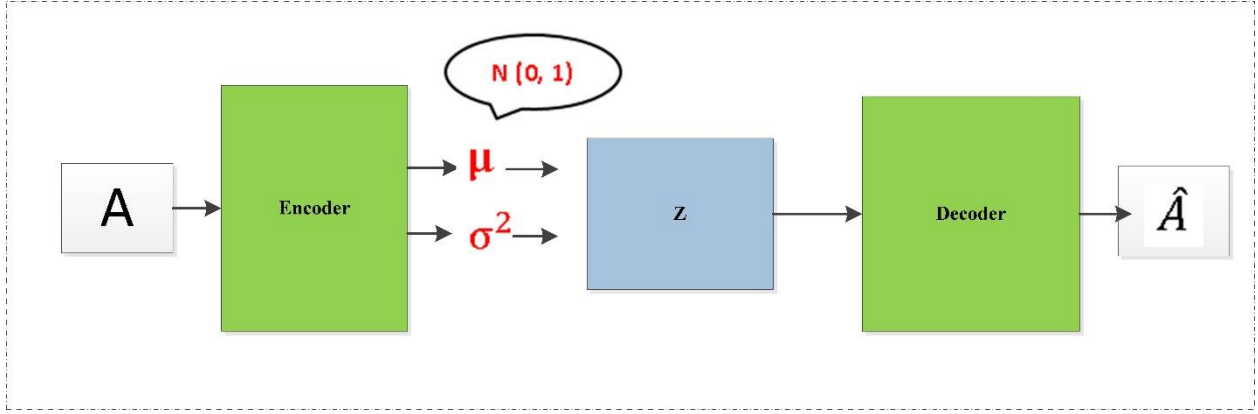 N (0, 1)
A
Encoder
μ
σ²
Z
Decoder
Â